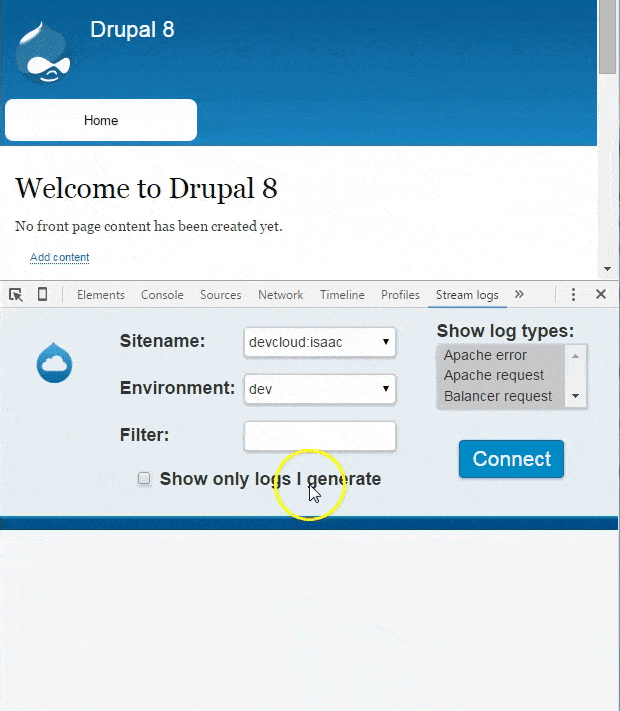 Drupal 8
Home
Welcome to Drupal 8
No front page content has been created yet.
Add content
Elements Console Sources Network Timeline Profiles Stream logs »
Sitename: devcloud:isaac
Environment: dev
Filter:
Show only logs I generate
Show log types:
Apache error
Apache request
Balancer request
Connect